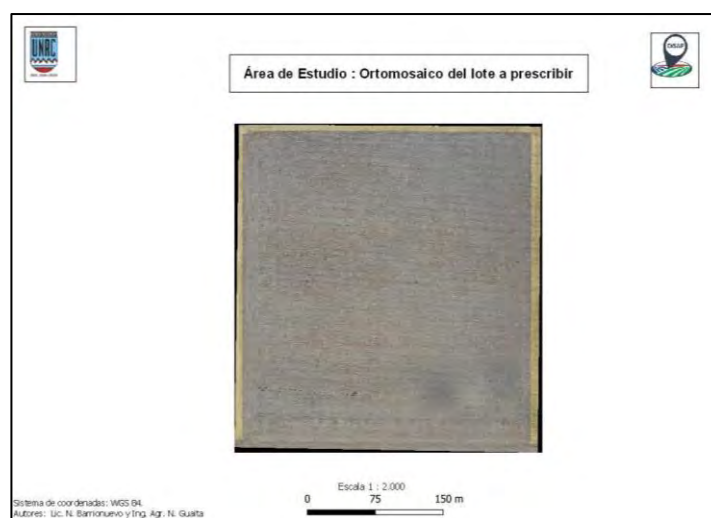 UNRC
Área de Estudio : Ortomosaico del lote a prescribir
Escala 1 : 2.000
0 75 150 m
Sistema de coordenadas: WGS 84.
Autores: Lic. N. Barrionuevo y Ing. Agr. N. Guaita